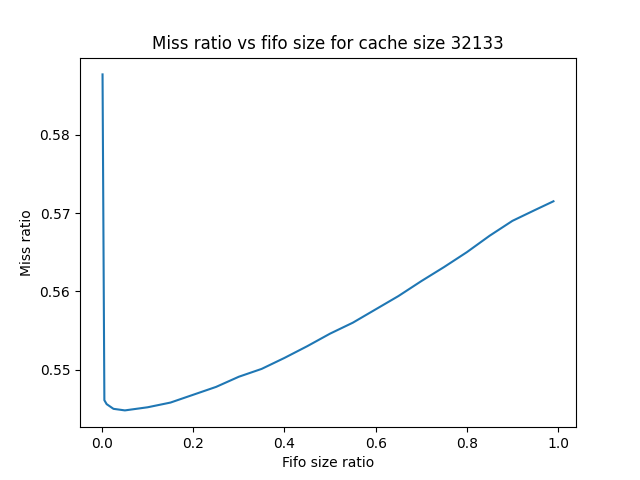 Miss ratio vs fifo size for cache size 32133
0.58
0.57
0.56
0.55
Miss ratio
0.0 0.2 0.4 0.6 0.8 1.0
Fifo size ratio